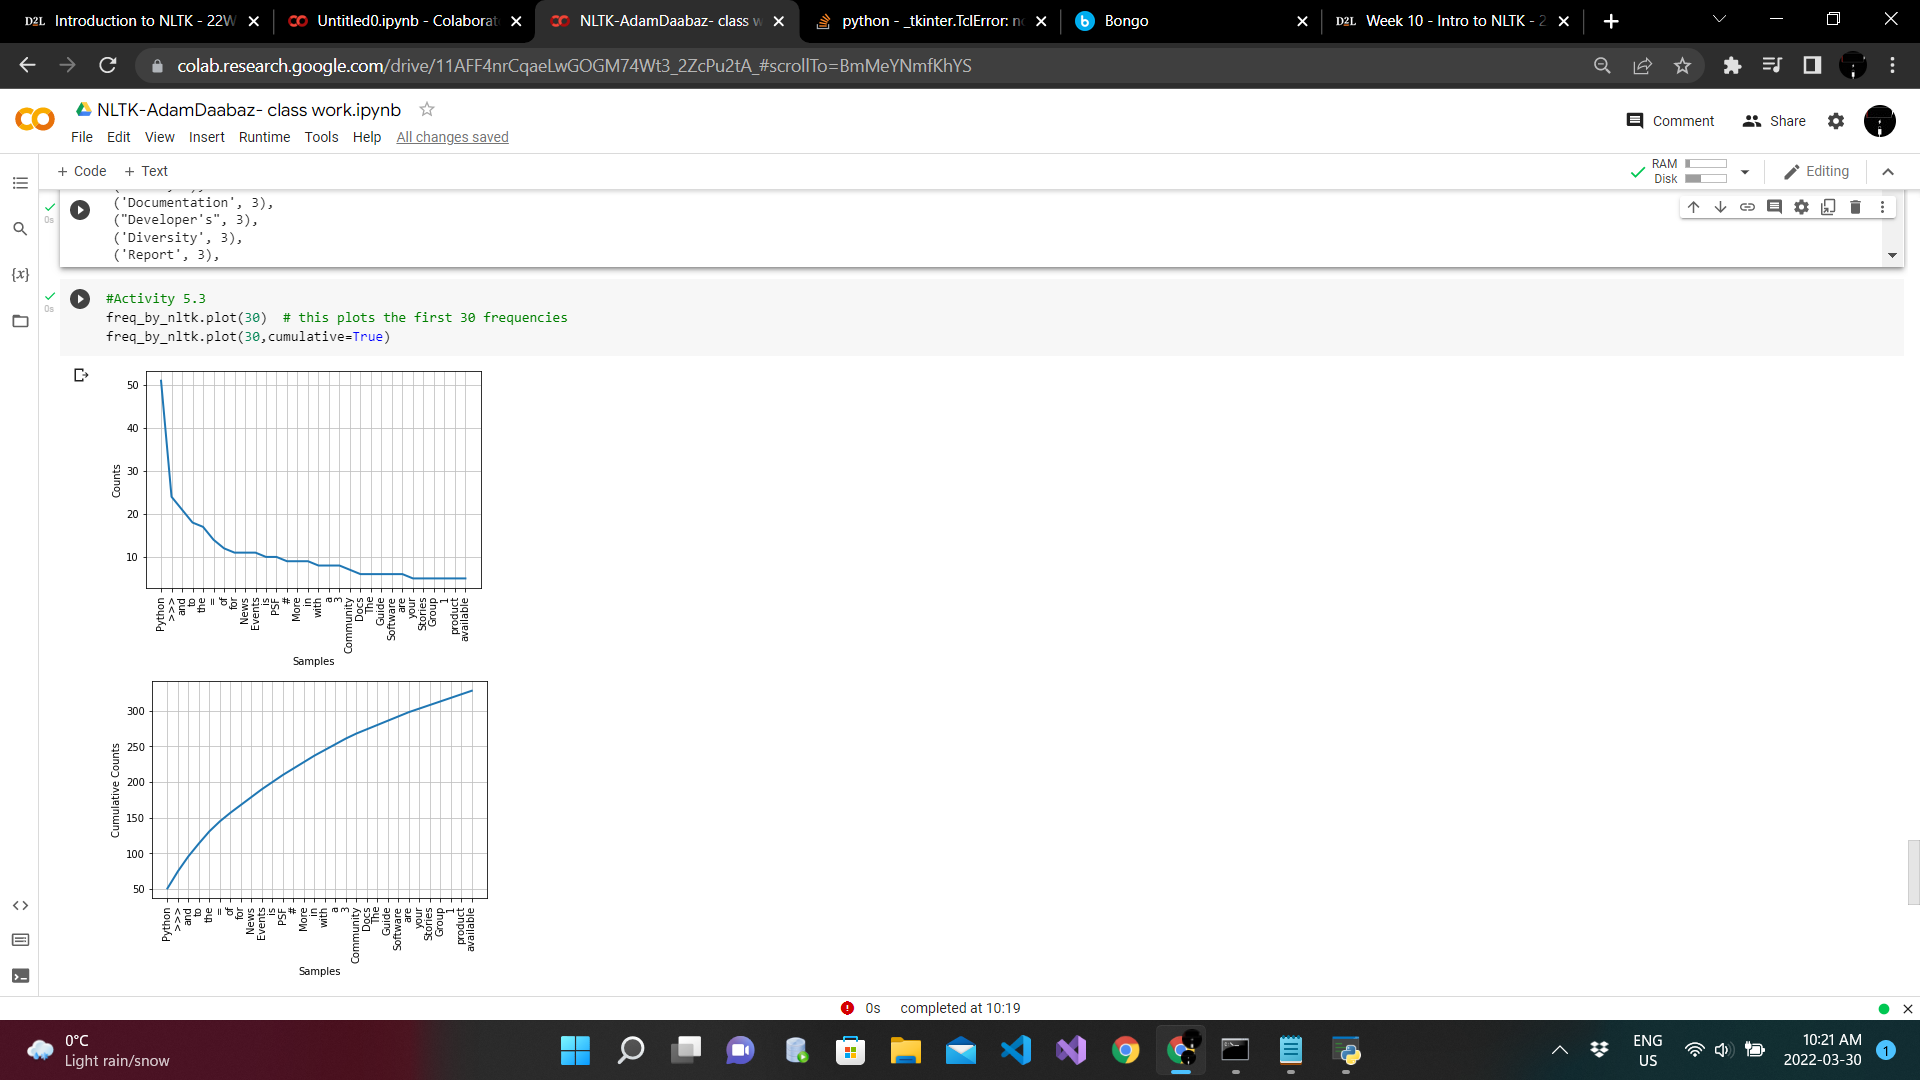 Introduction to NLTK - 22W
Untitled0.ipynb - Colaborat
NLTK-AdamDaabaz- class w
python - _tkinter.TclError: n
Bongo
Week 10 - Intro to NLTK - 2
colab.research.google.com/drive/11AFF4nrCqaeLwGOGM74Wt3_2ZcPu2tA_#scrollTo=BmMeYNmfKhYS
NLTK-AdamDaabaz- class work.ipynb
File Edit View Insert Runtime Tools Help All changes saved
Comment Share
+ Code + Text
RAM
Disk
Editing
0s
('Documentation', 3),
("Developer's", 3),
('Diversity', 3),
('Report', 3),
0s
#Activity 5.3
freq_by_nltk.plot(30)  # this plots the first 30 frequencies
freq_by_nltk.plot(30,cumulative=True)
50
40
30
20
10
Counts
Python
>>>
and
to
the
=
of
for
News
Events
is
PSF
#
More
in
with
a
3
Community
Docs
The
Guide
Software
are
your
Stories
Group
1
product
available
Samples
300
250
200
150
100
50
Cumulative Counts
Python
>>>
and
to
the
=
of
for
News
Events
is
PSF
#
More
in
with
a
3
Community
Docs
The
Guide
Software
are
your
Stories
Group
1
product
available
Samples
0s completed at 10:19
0°C
Light rain/snow
ENG
US
10:21 AM
2022-03-30
1